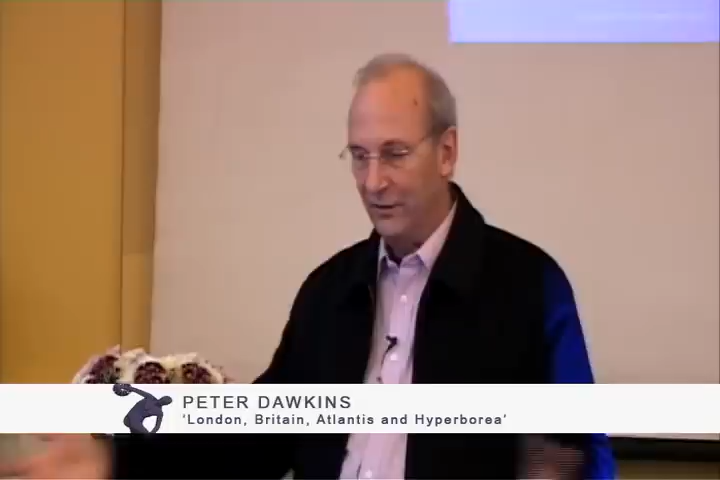 PETER DAWKINS
'London, Britain, Atlantis and Hyperborea'